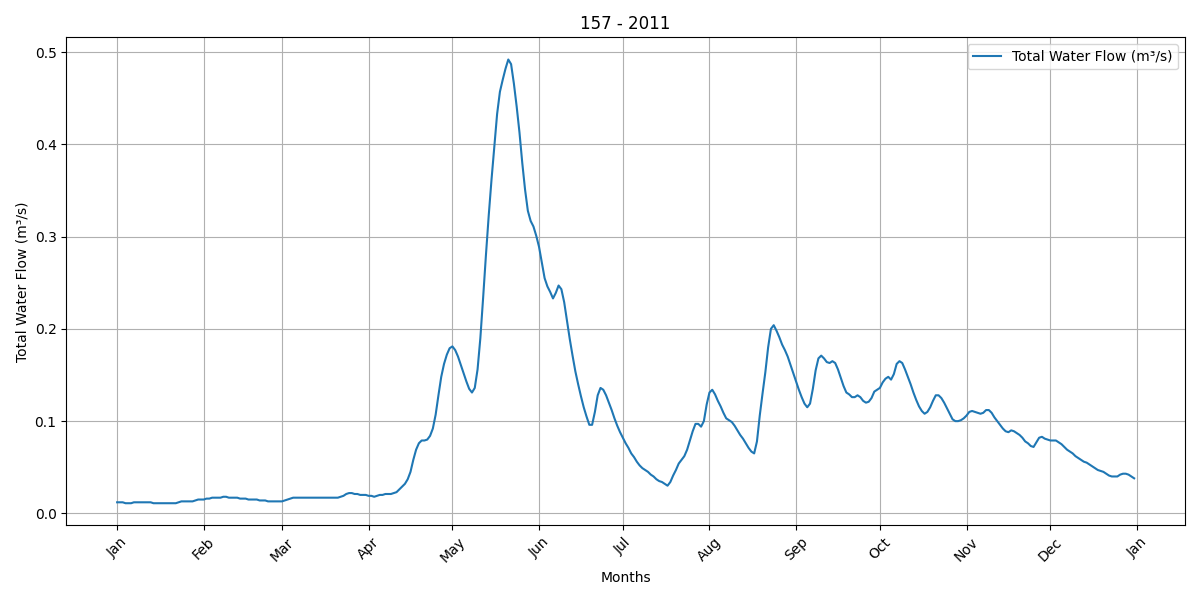 157 - 2011
Total Water Flow (m³/s)
0.5
0.4
0.3
0.2
0.1
0.0
Total Water Flow (m³/s)
Jan Feb Mar Apr May Jun Jul Aug Sep Oct Nov Dec Jan
Months